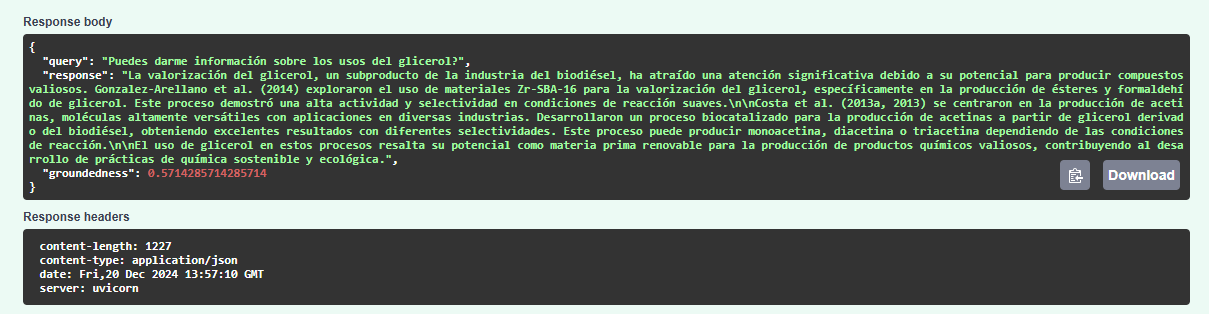 Response body
{
  "query": "Puedes darme información sobre los usos del glicerol?",
  "response": "La valorización del glicerol, un subproducto de la industria del biodiésel, ha atraído una atención significativa debido a su potencial para producir compuestos
valiosos. Gonzalez-Arellano et al. (2014) exploraron el uso de materiales Zr-SBA-16 para la valorización del glicerol, específicamente en la producción de ésteres y formaldehí
do de glicerol. Este proceso demostró una alta actividad y selectividad en condiciones de reacción suaves.\n\nCosta et al. (2013a, 2013) se centraron en la producción de aceti
nas, moléculas altamente versátiles con aplicaciones en diversas industrias. Desarrollaron un proceso biocatalizado para la producción de acetinas a partir de glicerol derivad
o del biodiésel, obteniendo excelentes resultados con diferentes selectividades. Este proceso puede producir monoacetina, diacetina o triacetina dependiendo de las condiciones
de reacción.\n\nEl uso de glicerol en estos procesos resalta su potencial como materia prima renovable para la producción de productos químicos valiosos, contribuyendo al desa
rrollo de prácticas de química sostenible y ecológica.",
  "groundedness": 0.5714285714285714
}
Download
Response headers
content-length: 1227
content-type: application/json
date: Fri,20 Dec 2024 13:57:10 GMT
server: uvicorn